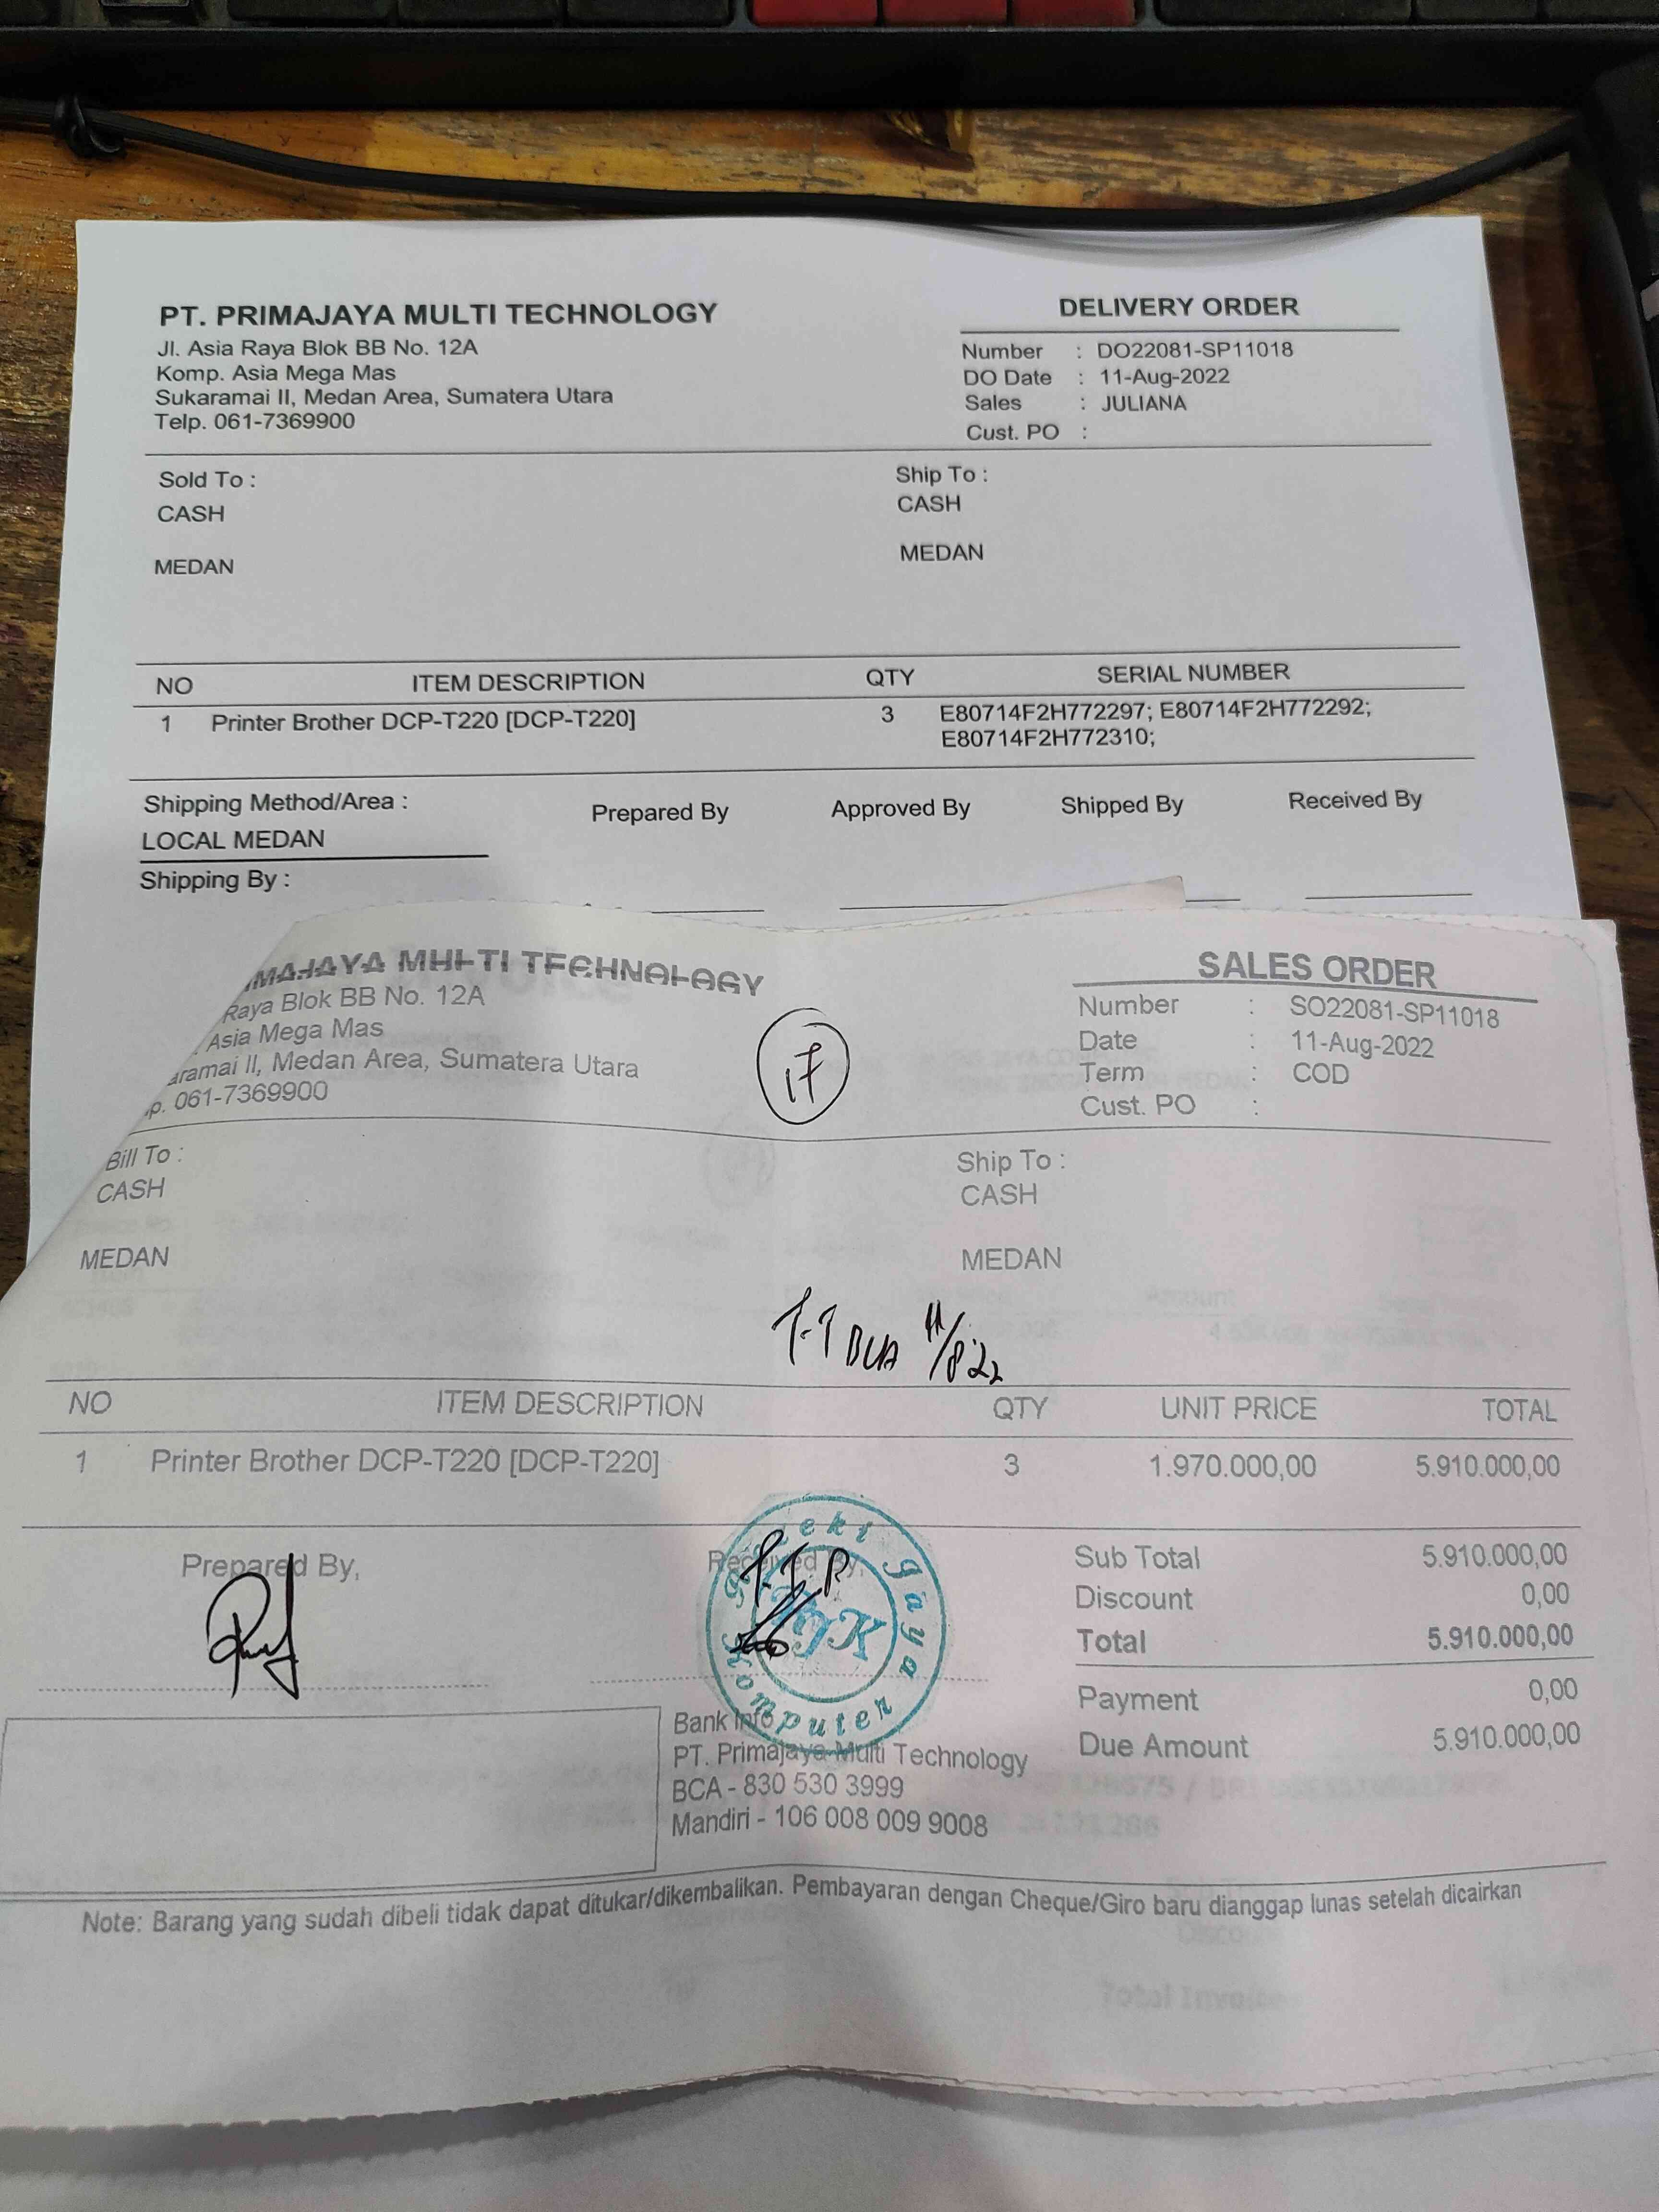 PT. PRIMAJAYA MULTI TECHNOLOGY
Jl. Asia Raya Blok BB No. 12A
Komp. Asia Mega Mas
Sukaramai II, Medan Area, Sumatera Utara
Telp. 061-7369900
DELIVERY ORDER
Number : DO22081-SP11018
DO Date : 11-Aug-2022
Sales : JULIANA
Cust. PO :
Sold To :
CASH
MEDAN
Ship To :
CASH
MEDAN
NO ITEM DESCRIPTION QTY SERIAL NUMBER
1 Printer Brother DCP-T220 [DCP-T220] 3 E80714F2H772297; E80714F2H772292;
E80714F2H772310;
Shipping Method/Area :
LOCAL MEDAN
Shipping By :
Prepared By Approved By Shipped By Received By
MAJAYA MULTI TECHNOLOGY
Raya Blok BB No. 12A
Asia Mega Mas
aramai II, Medan Area, Sumatera Utara
p. 061-7369900
17
SALES ORDER
Number : SO22081-SP11018
Date : 11-Aug-2022
Term : COD
Cust. PO :
Bill To :
CASH
MEDAN
Ship To :
CASH
MEDAN
T-T BCA 11/8'22
NO ITEM DESCRIPTION QTY UNIT PRICE TOTAL
1 Printer Brother DCP-T220 [DCP-T220] 3 1.970.000,00 5.910.000,00
Prepared By,
Received By,
Jaya
Komputer
Sub Total 5.910.000,00
Discount 0,00
Total 5.910.000,00
Payment 0,00
Due Amount 5.910.000,00
Bank Info
PT. Primajaya Multi Technology
BCA - 830 530 3999
Mandiri - 106 008 009 9008
Note: Barang yang sudah dibeli tidak dapat ditukar/dikembalikan. Pembayaran dengan Cheque/Giro baru dianggap lunas setelah dicairkan